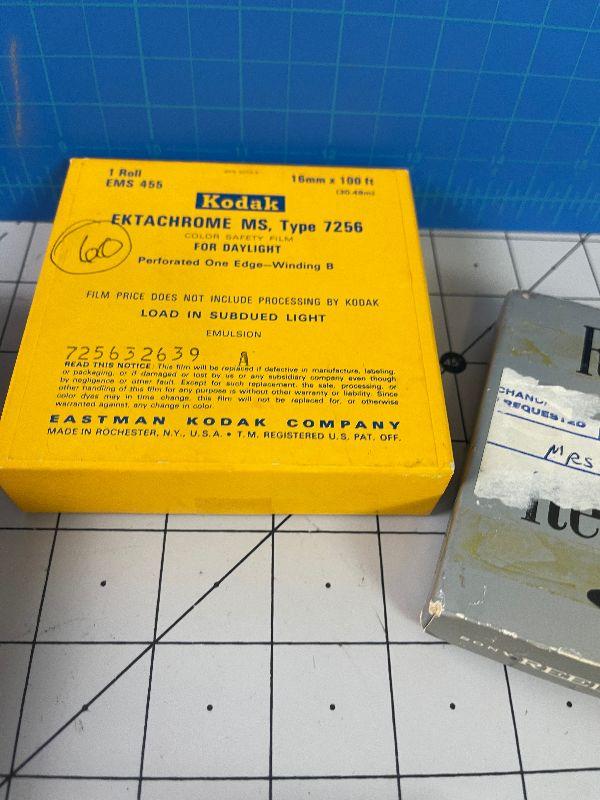 1 Roll
EMS 455
16mm x 100 ft
(30.48m)
Kodak
EKTACHROME MS, Type 7256
COLOR SAFETY FILM
FOR DAYLIGHT
60
Perforated One Edge—Winding B
FILM PRICE DOES NOT INCLUDE PROCESSING BY KODAK
LOAD IN SUBDUED LIGHT
EMULSION
725632639 A
READ THIS NOTICE: This film will be replaced if defective in manufacture, labeling,
or packaging, or if damaged or lost by us or any subsidiary company even though
by negligence or other fault. Except for such replacement, the sale, processing, or
other handling of this film for any purpose is without other warranty or liability. Since
color dyes may in time change, this film will not be replaced for, or otherwise
warranted against, any change in color.
EASTMAN KODAK COMPANY
MADE IN ROCHESTER, N.Y., U.S.A. • T.M. REGISTERED U.S. PAT. OFF.
45
REQUESTED
MRS
SONY